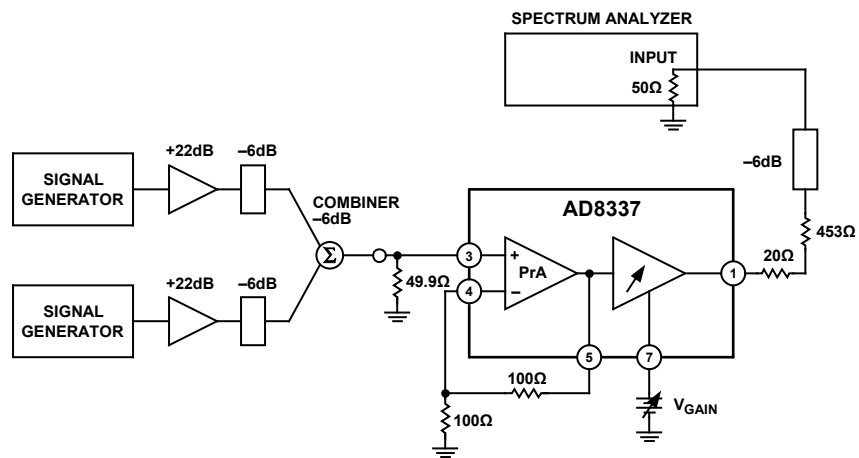 SPECTRUM ANALYZER
INPUT
50Ω
+22dB
–6dB
–6dB
SIGNAL
GENERATOR
COMBINER
–6dB
AD8337
453Ω
Σ
3
+
PrA
20Ω
1
49.9Ω
4
–
+22dB
–6dB
SIGNAL
GENERATOR
5
7
100Ω
100Ω
VGAIN